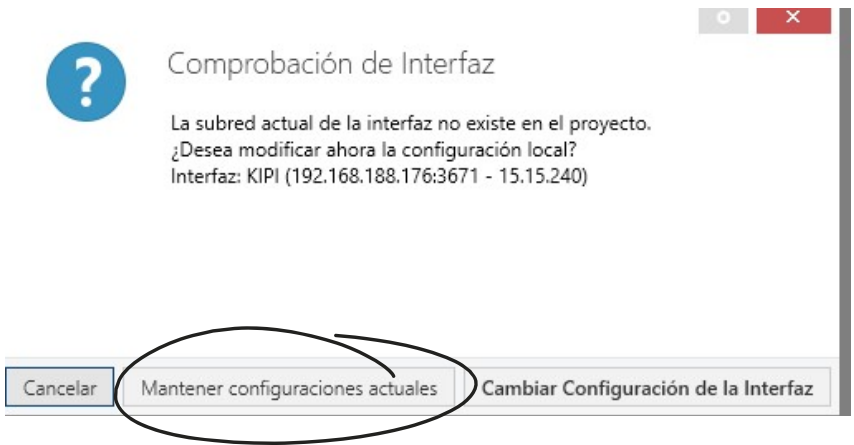 Comprobación de Interfaz
La subred actual de la interfaz no existe en el proyecto.
¿Desea modificar ahora la configuración local?
Interfaz: KIPI (192.168.188.176:3671 - 15.15.240)
Cancelar Mantener configuraciones actuales Cambiar Configuración de la Interfaz